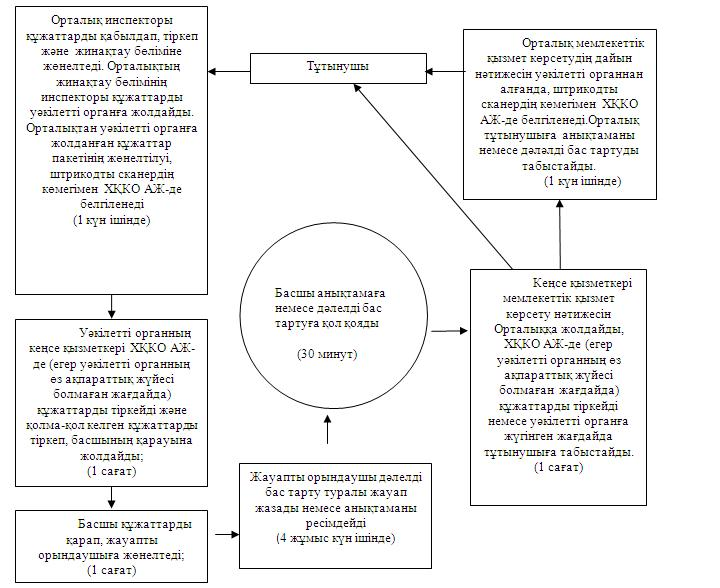 Орталық инспекторы
құжаттарды қабылдап, тіркеп
және жинақтау бөліміне
жөнелтеді. Орталықтың
жинақтау бөлімінің
инспекторы құжаттарды
уәкілетті органға жолдайды.
Орталықтан уәкілетті органға
жолданған құжаттар
пакетінің жөнелтілуі,
штрикодты сканердің
көмегімен ХҚКО АЖ-де
белгіленеді
(1 күн ішінде)
Тұтынушы
Орталық мемлекеттік
қызмет көрсетудің дайын
нәтижесін уәкілетті органнан
алғанда, штрикодты
сканердің көмегімен ХҚКО
АЖ-де белгіленеді.Орталық
тұтынушыға анықтаманы
немесе дәләлді бас тартуды
табыстайды.
(1 күн ішінде)
Уәкілетті органның
кеңсе қызметкері ХҚКО АЖ-
де (егер уәкілетті органның
өз ақпараттық жүйесі
болмаған жағдайда)
құжаттарды тіркейді және
қолма-қол келген құжаттарды
тіркеп, басшының қарауына
жолдайды;
(1 сағат)
Басшы құжаттарды
қарап, жауапты
орындаушыға жөнелтеді;
(1 сағат)
Жауапты орындаушы дәлелді
бас тарту туралы жауап
жазады немесе анықтаманы
ресімдейді
(4 жұмыс күн ішінде)
Басшы анықтамаға
немесе дәлелді бас
тартуға қол қояды
(30 минут)
Кеңсе қызметкері
мемлекеттік қызмет
көрсету нәтижесін
Орталыққа жолдайды,
ХҚКО АЖ-де (егер
уәкілетті органның өз
ақпараттық жүйесі
болмаған жағдайда)
құжаттарды тіркейді
немесе уәкілетті органға
жүгінген жағдайда
тұтынушыға табыстайды.
(1 сағат)